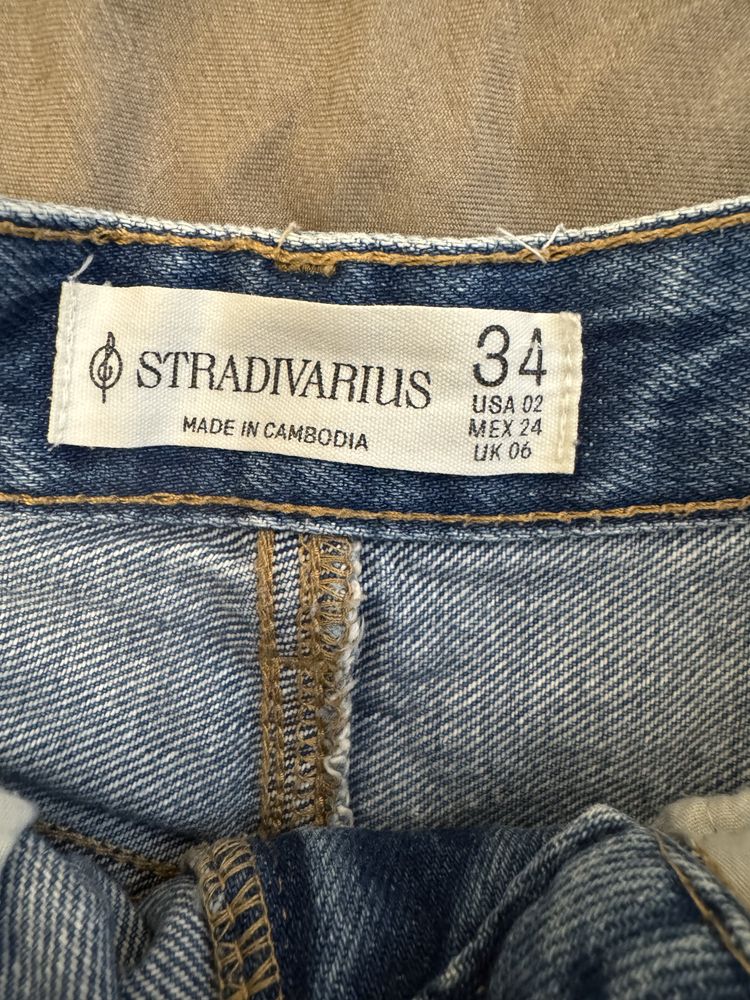 STRADIVARIUS
MADE IN CAMBODIA
34
USA 02
MEX 24
UK 06